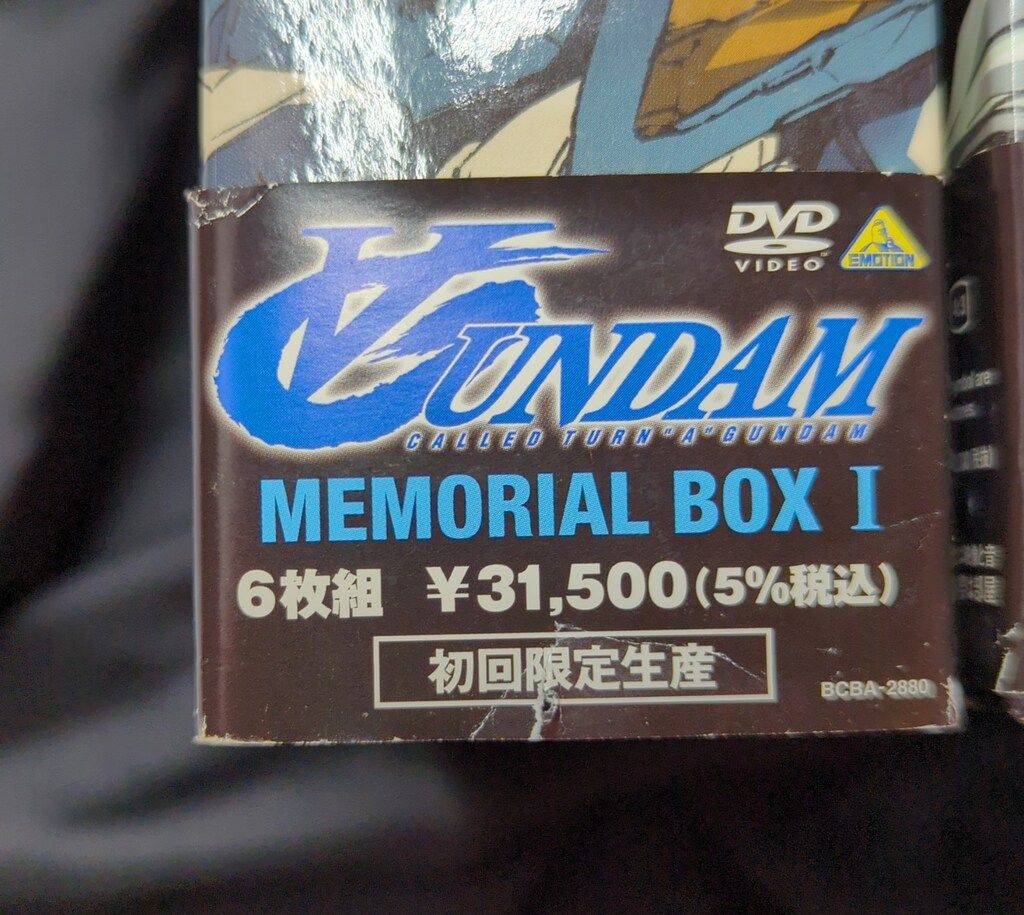 DVD
VIDEO
EMOTION
∀GUNDAM
CALLED TURN"A"GUNDAM
MEMORIAL BOX I
6枚組 ¥31,500(5%税込)
初回限定生産
BCBA-2880